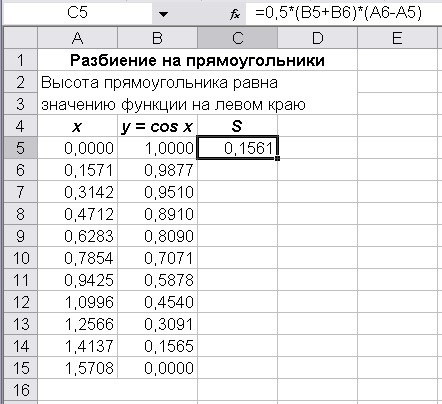 C5 fx =0,5*(B5+B6)*(A6-A5)
A B C D E
1 Разбиение на прямоугольники
2 Высота прямоугольника равна
3 значению функции на левом краю
4 x y = cos x S
5 0,0000 1,0000 0,1561
6 0,1571 0,9877
7 0,3142 0,9510
8 0,4712 0,8910
9 0,6283 0,8090
10 0,7854 0,7071
11 0,9425 0,5878
12 1,0996 0,4540
13 1,2566 0,3091
14 1,4137 0,1565
15 1,5708 0,0000
16